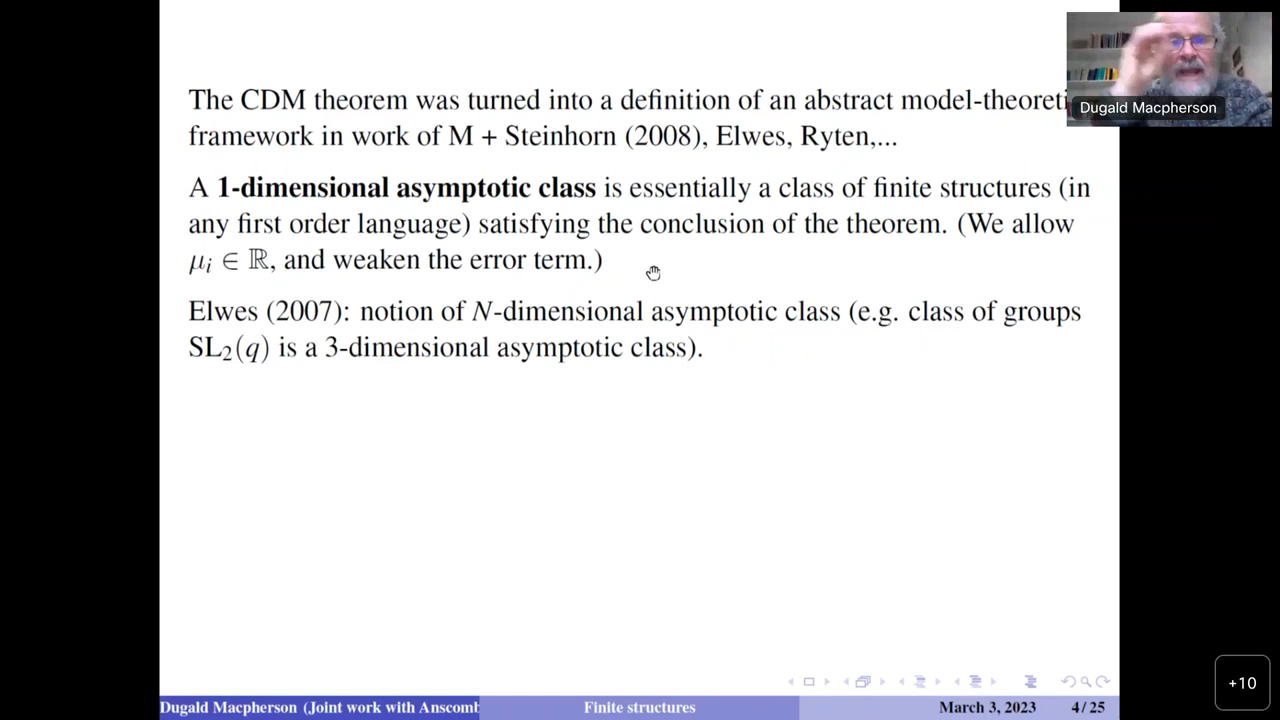 The CDM theorem was turned into a definition of an abstract model-theoreti
framework in work of M + Steinhorn (2008), Elwes, Ryten,...
A 1-dimensional asymptotic class is essentially a class of finite structures (in
any first order language) satisfying the conclusion of the theorem. (We allow
μᵢ ∈ ℝ, and weaken the error term.)
Elwes (2007): notion of N-dimensional asymptotic class (e.g. class of groups
SL₂(q) is a 3-dimensional asymptotic class).
Dugald Macpherson
+10
Dugald Macpherson (Joint work with Anscomb Finite structures March 3, 2023 4/25